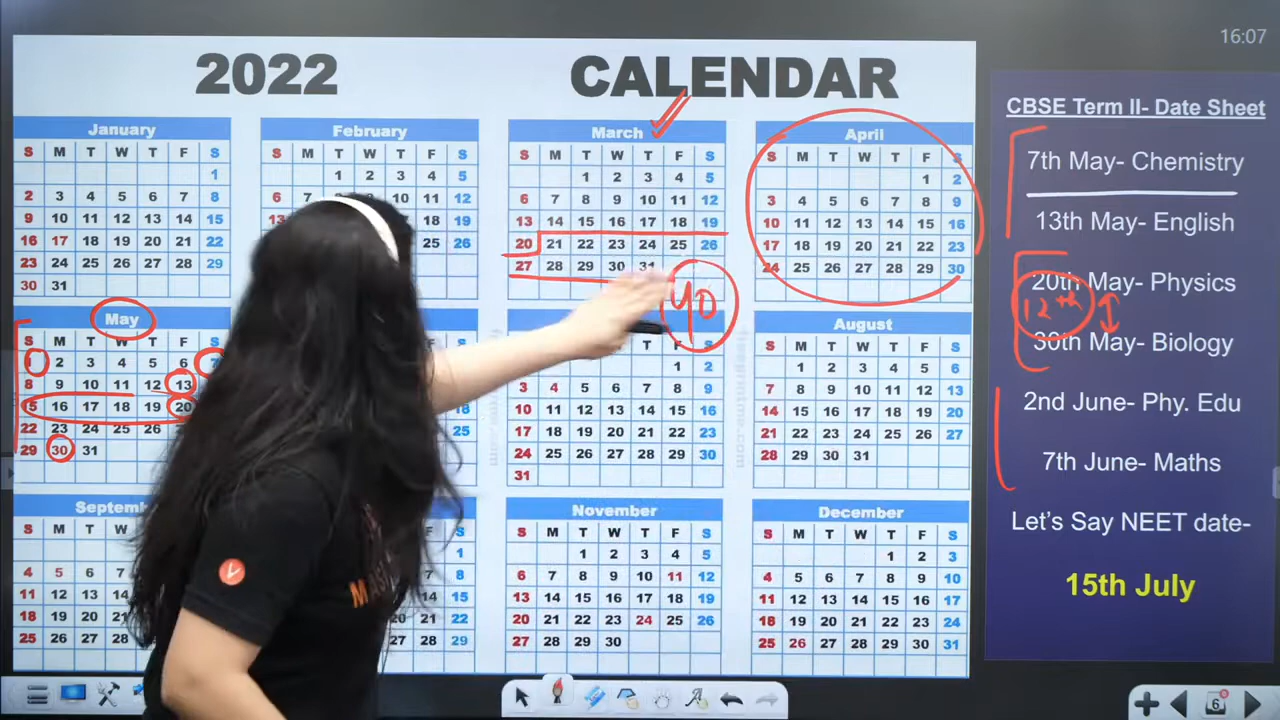 16:07
2022 CALENDAR
January
S M T W T F S
1
2 3 4 5 6 7 8
9 10 11 12 13 14 15
16 17 18 19 20 21 22
23 24 25 26 27 28 29
30 31
February
S M T W T F S
1 2 3 4 5
6 7 12
13 18 19
25 26
March
S M T W T F S
1 2 3 4 5
6 7 8 9 10 11 12
13 14 15 16 17 18 19
20 21 22 23 24 25 26
27 28 29 30 31
40
April
S M T W T F S
1 2
3 4 5 6 7 8 9
10 11 12 13 14 15 16
17 18 19 20 21 22 23
24 25 26 27 28 29 30
May
S M T W T F S
2 3 4 5 6 7
8 9 10 11 12 13
15 16 17 18 19 20
22 23 24 25 26
29 30 31
18
25
T F S
1 2
3 4 5 6 7 8 9
10 11 12 13 14 15 16
17 18 19 20 21 22 23
24 25 26 27 28 29 30
31
August
S M T W T F S
1 2 3 4 5 6
7 8 9 10 11 12 13
14 15 16 17 18 19 20
21 22 23 24 25 26 27
28 29 30 31
S M T W
4 5 6 7
11 12 13 14
18 19 20 21
25 26 27 28
S
1
7 8
14 15
20 21 22
27 28 29
November
S M T W T F S
1 2 3 4 5
6 7 8 9 10 11 12
13 14 15 16 17 18 19
20 21 22 23 24 25 26
27 28 29 30
December
S M T W T F S
1 2 3
4 5 6 7 8 9 10
11 12 13 14 15 16 17
18 19 20 21 22 23 24
25 26 27 28 29 30 31
CBSE Term II- Date Sheet
7th May- Chemistry
13th May- English
20th May- Physics
12th
30th May- Biology
2nd June- Phy. Edu
7th June- Maths
Let's Say NEET date-
15th July
6